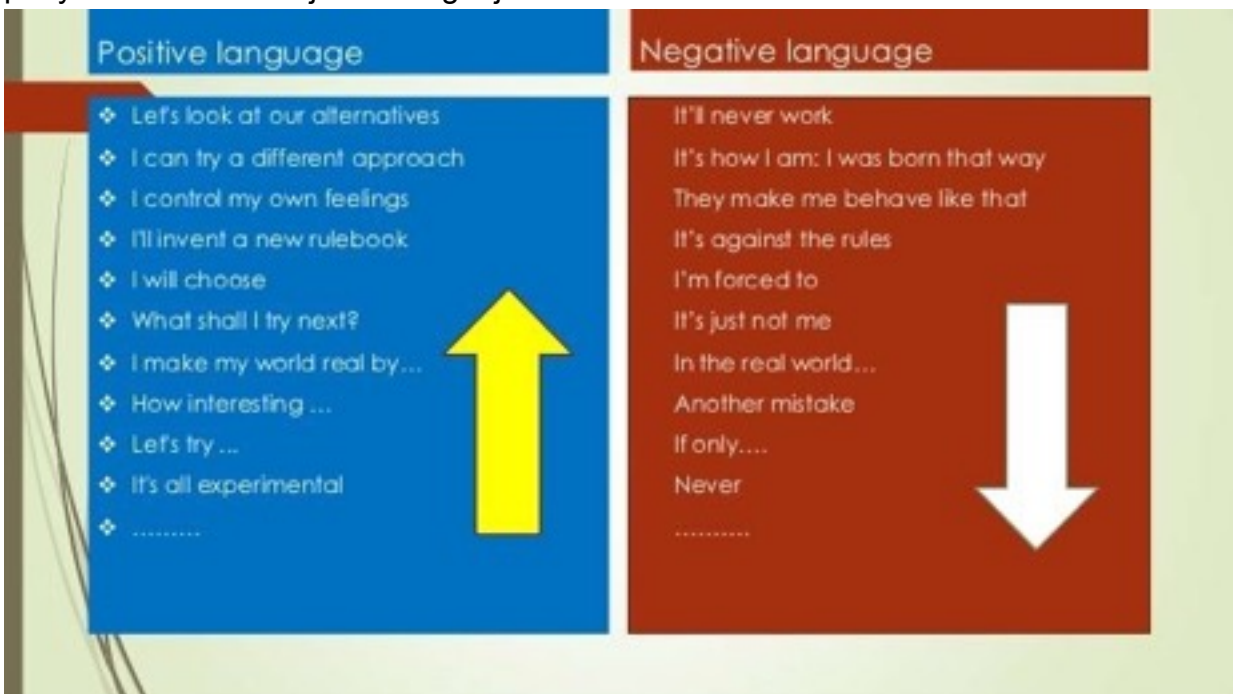 Positive language
Let's look at our alternatives
I can try a different approach
I control my own feelings
I'll invent a new rulebook
I will choose
What shall I try next?
I make my world real by...
How interesting ...
Let's try ...
It's all experimental
.........
Negative language
It'll never work
It's how I am: I was born that way
They make me behave like that
It's against the rules
I'm forced to
It's just not me
In the real world...
Another mistake
If only....
Never
..........